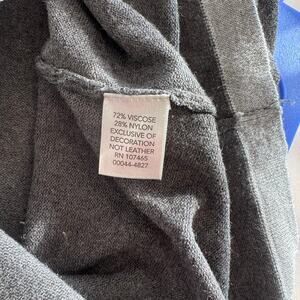 72% VISCOSE
28% NYLON
EXCLUSIVE OF
DECORATION
NOT LEATHER
RN 107465
00044-4827